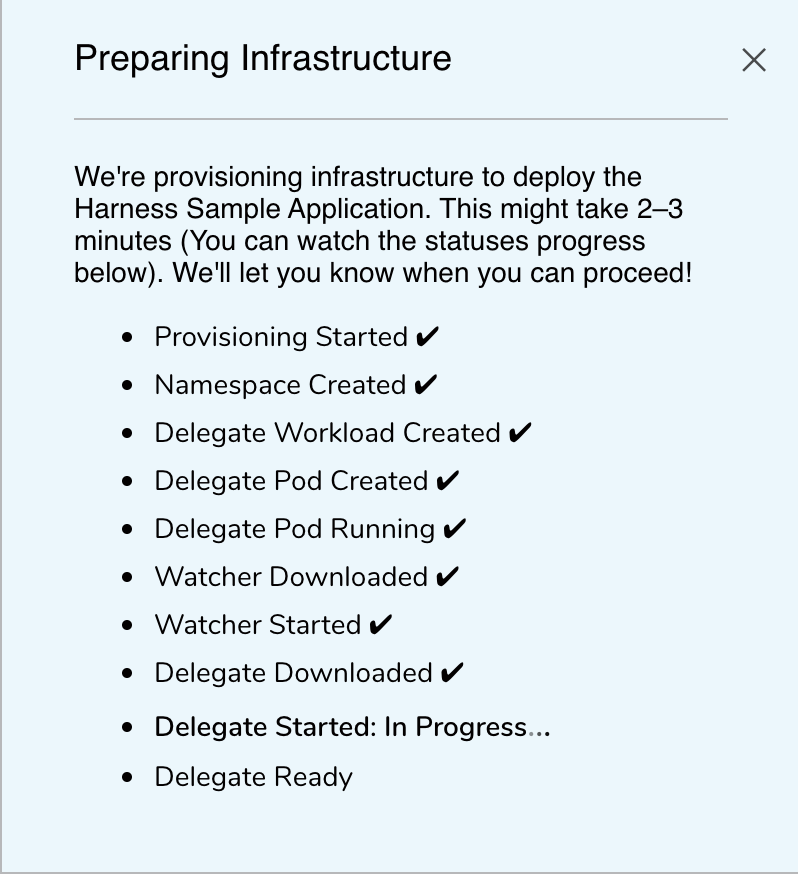 Preparing Infrastructure
We're provisioning infrastructure to deploy the
Harness Sample Application. This might take 2–3
minutes (You can watch the statuses progress
below). We'll let you know when you can proceed!
• Provisioning Started ✔
• Namespace Created ✔
• Delegate Workload Created ✔
• Delegate Pod Created ✔
• Delegate Pod Running ✔
• Watcher Downloaded ✔
• Watcher Started ✔
• Delegate Downloaded ✔
• Delegate Started: In Progress...
• Delegate Ready